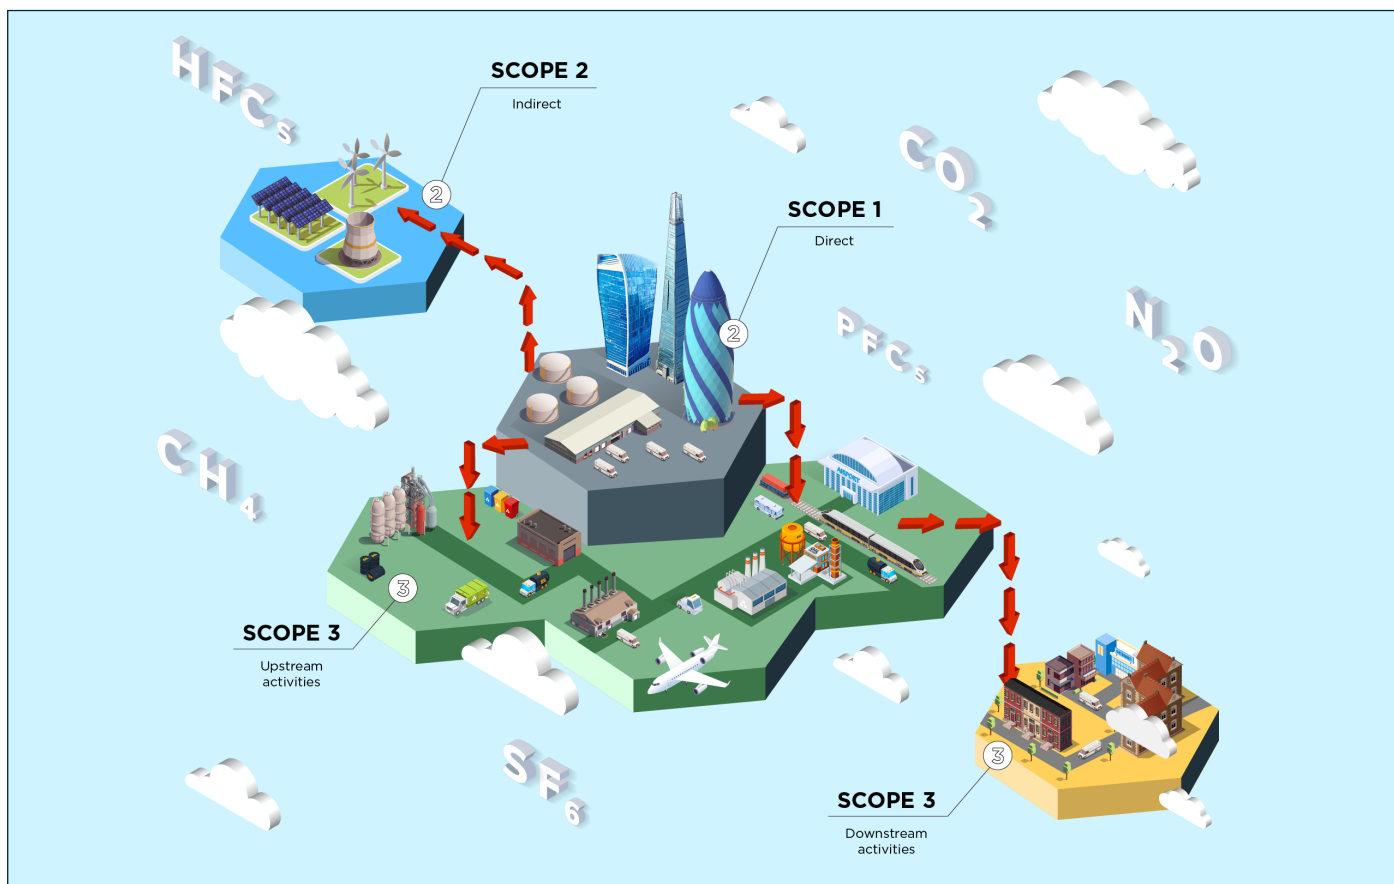 HFCs
SCOPE 2
Indirect
2
CO2
SCOPE 1
Direct
2
PFCs
N2O
CH4
AIRPORT
3
SCOPE 3
Upstream
activities
SF6
3
SCOPE 3
Downstream
activities